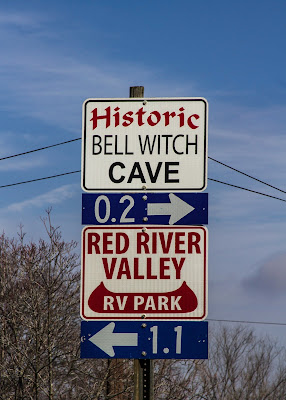 Historic
BELL WITCH
CAVE
0.2
RED RIVER
VALLEY
RV PARK
1.1